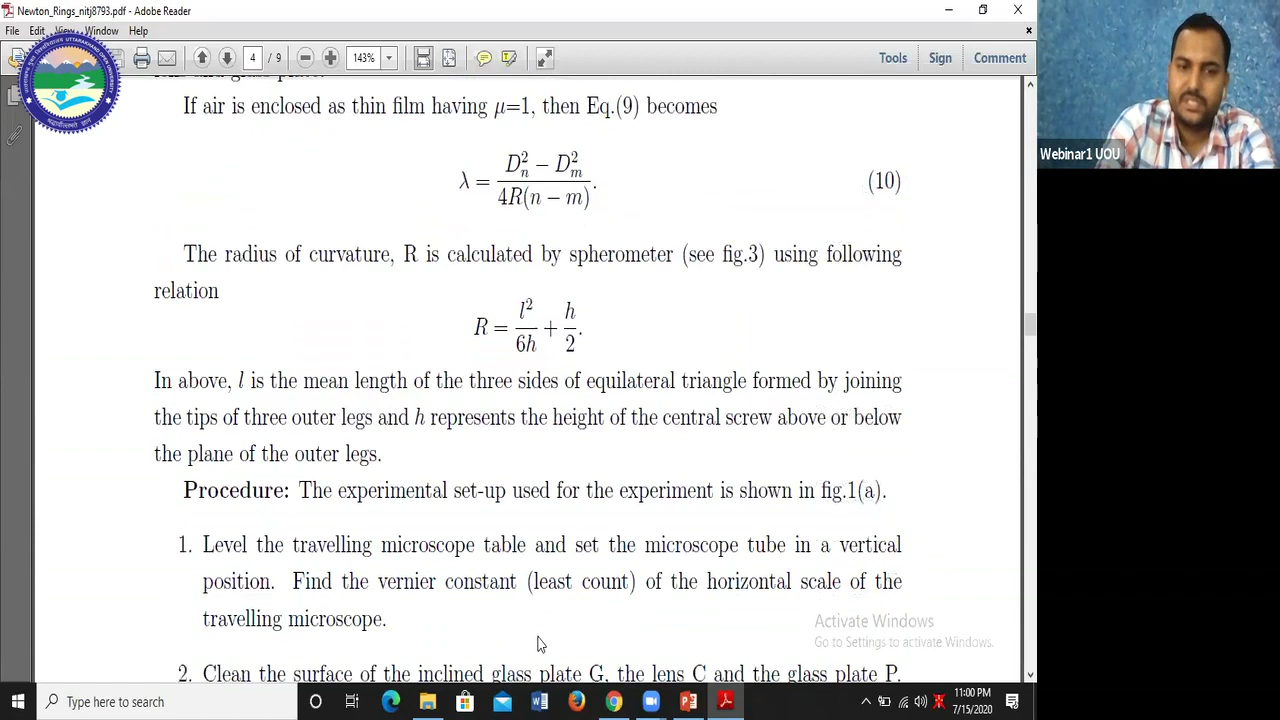 Newton_Rings_nitj8793.pdf - Adobe Reader
File Edit View Window Help
4 / 9 143% Tools Sign Comment
If air is enclosed as thin film having μ=1, then Eq.(9) becomes
λ = (D_n^2 − D_m^2) / (4R(n − m)). (10)
The radius of curvature, R is calculated by spherometer (see fig.3) using following
relation
R = l^2/6h + h/2.
In above, l is the mean length of the three sides of equilateral triangle formed by joining
the tips of three outer legs and h represents the height of the central screw above or below
the plane of the outer legs.
Procedure: The experimental set-up used for the experiment is shown in fig.1(a).
1. Level the travelling microscope table and set the microscope tube in a vertical
position. Find the vernier constant (least count) of the horizontal scale of the
travelling microscope.
2. Clean the surface of the inclined glass plate G, the lens C and the glass plate P.
Activate Windows
Go to Settings to activate Windows.
Webinar1 UOU
Type here to search
11:00 PM
7/15/2020